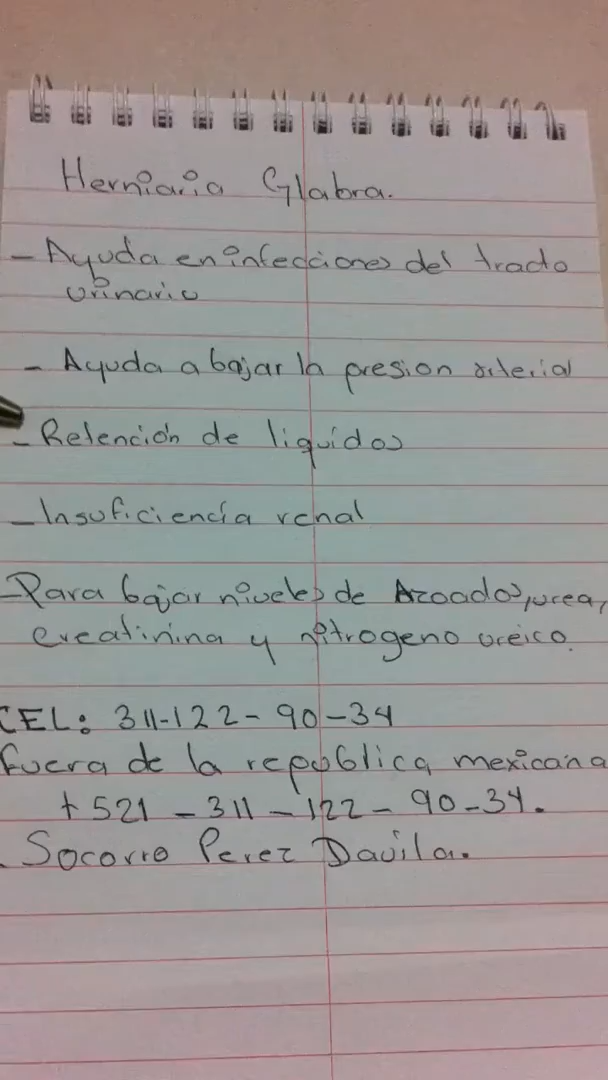 Herniaria Glabra.
- Ayuda en infecciones del tracto
urinario
- Ayuda a bajar la presion arterial
- Retención de liquidos
- Insuficiencía renal
- Para bajar niveles de Azoados, urea,
creatinina y nitrogeno ureico.
CEL: 311-122-90-34
fuera de la republica mexicana
+521-311-122-90-34.
. Socorro Perez Davila.